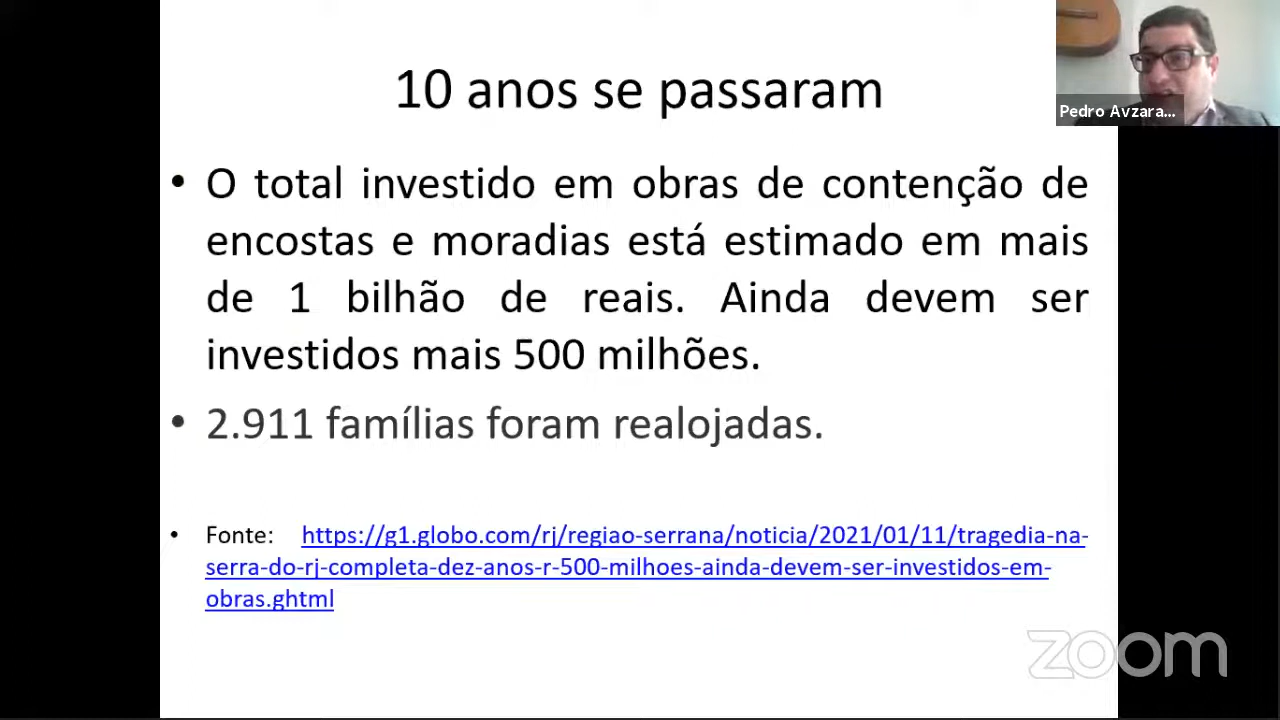 10 anos se passaram
Pedro Avzara...
• O total investido em obras de contenção de
encostas e moradias está estimado em mais
de 1 bilhão de reais. Ainda devem ser
investidos mais 500 milhões.
• 2.911 famílias foram realojadas.
• Fonte: https://g1.globo.com/rj/regiao-serrana/noticia/2021/01/11/tragedia-na-
serra-do-rj-completa-dez-anos-r-500-milhoes-ainda-devem-ser-investidos-em-
obras.ghtml
zoom